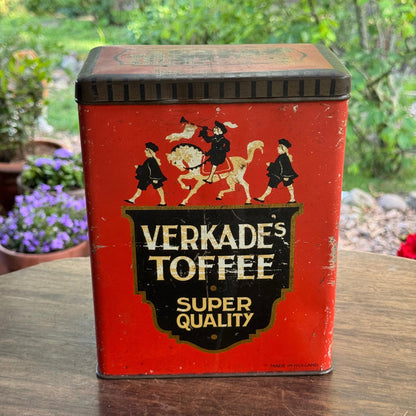 VERKADE's
TOFFEE
SUPER
QUALITY
MADE IN HOLLAND